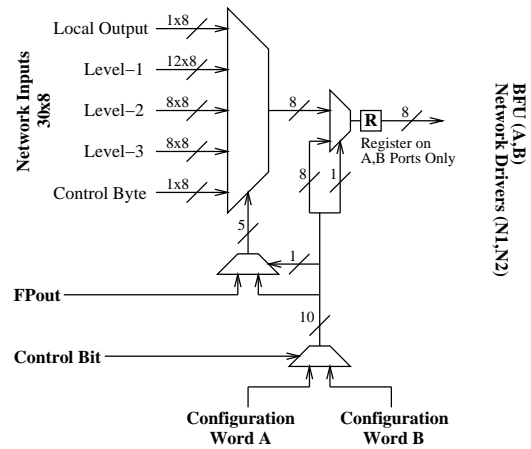 Network Inputs
30x8
Local Output
1x8
Level−1
12x8
Level−2
8x8
Level−3
8x8
Control Byte
1x8
8
R
8
Register on
A,B Ports Only
8
1
BFU (A,B)
Network Drivers (N1,N2)
5
1
FPout
10
Control Bit
Configuration
Word A
Configuration
Word B